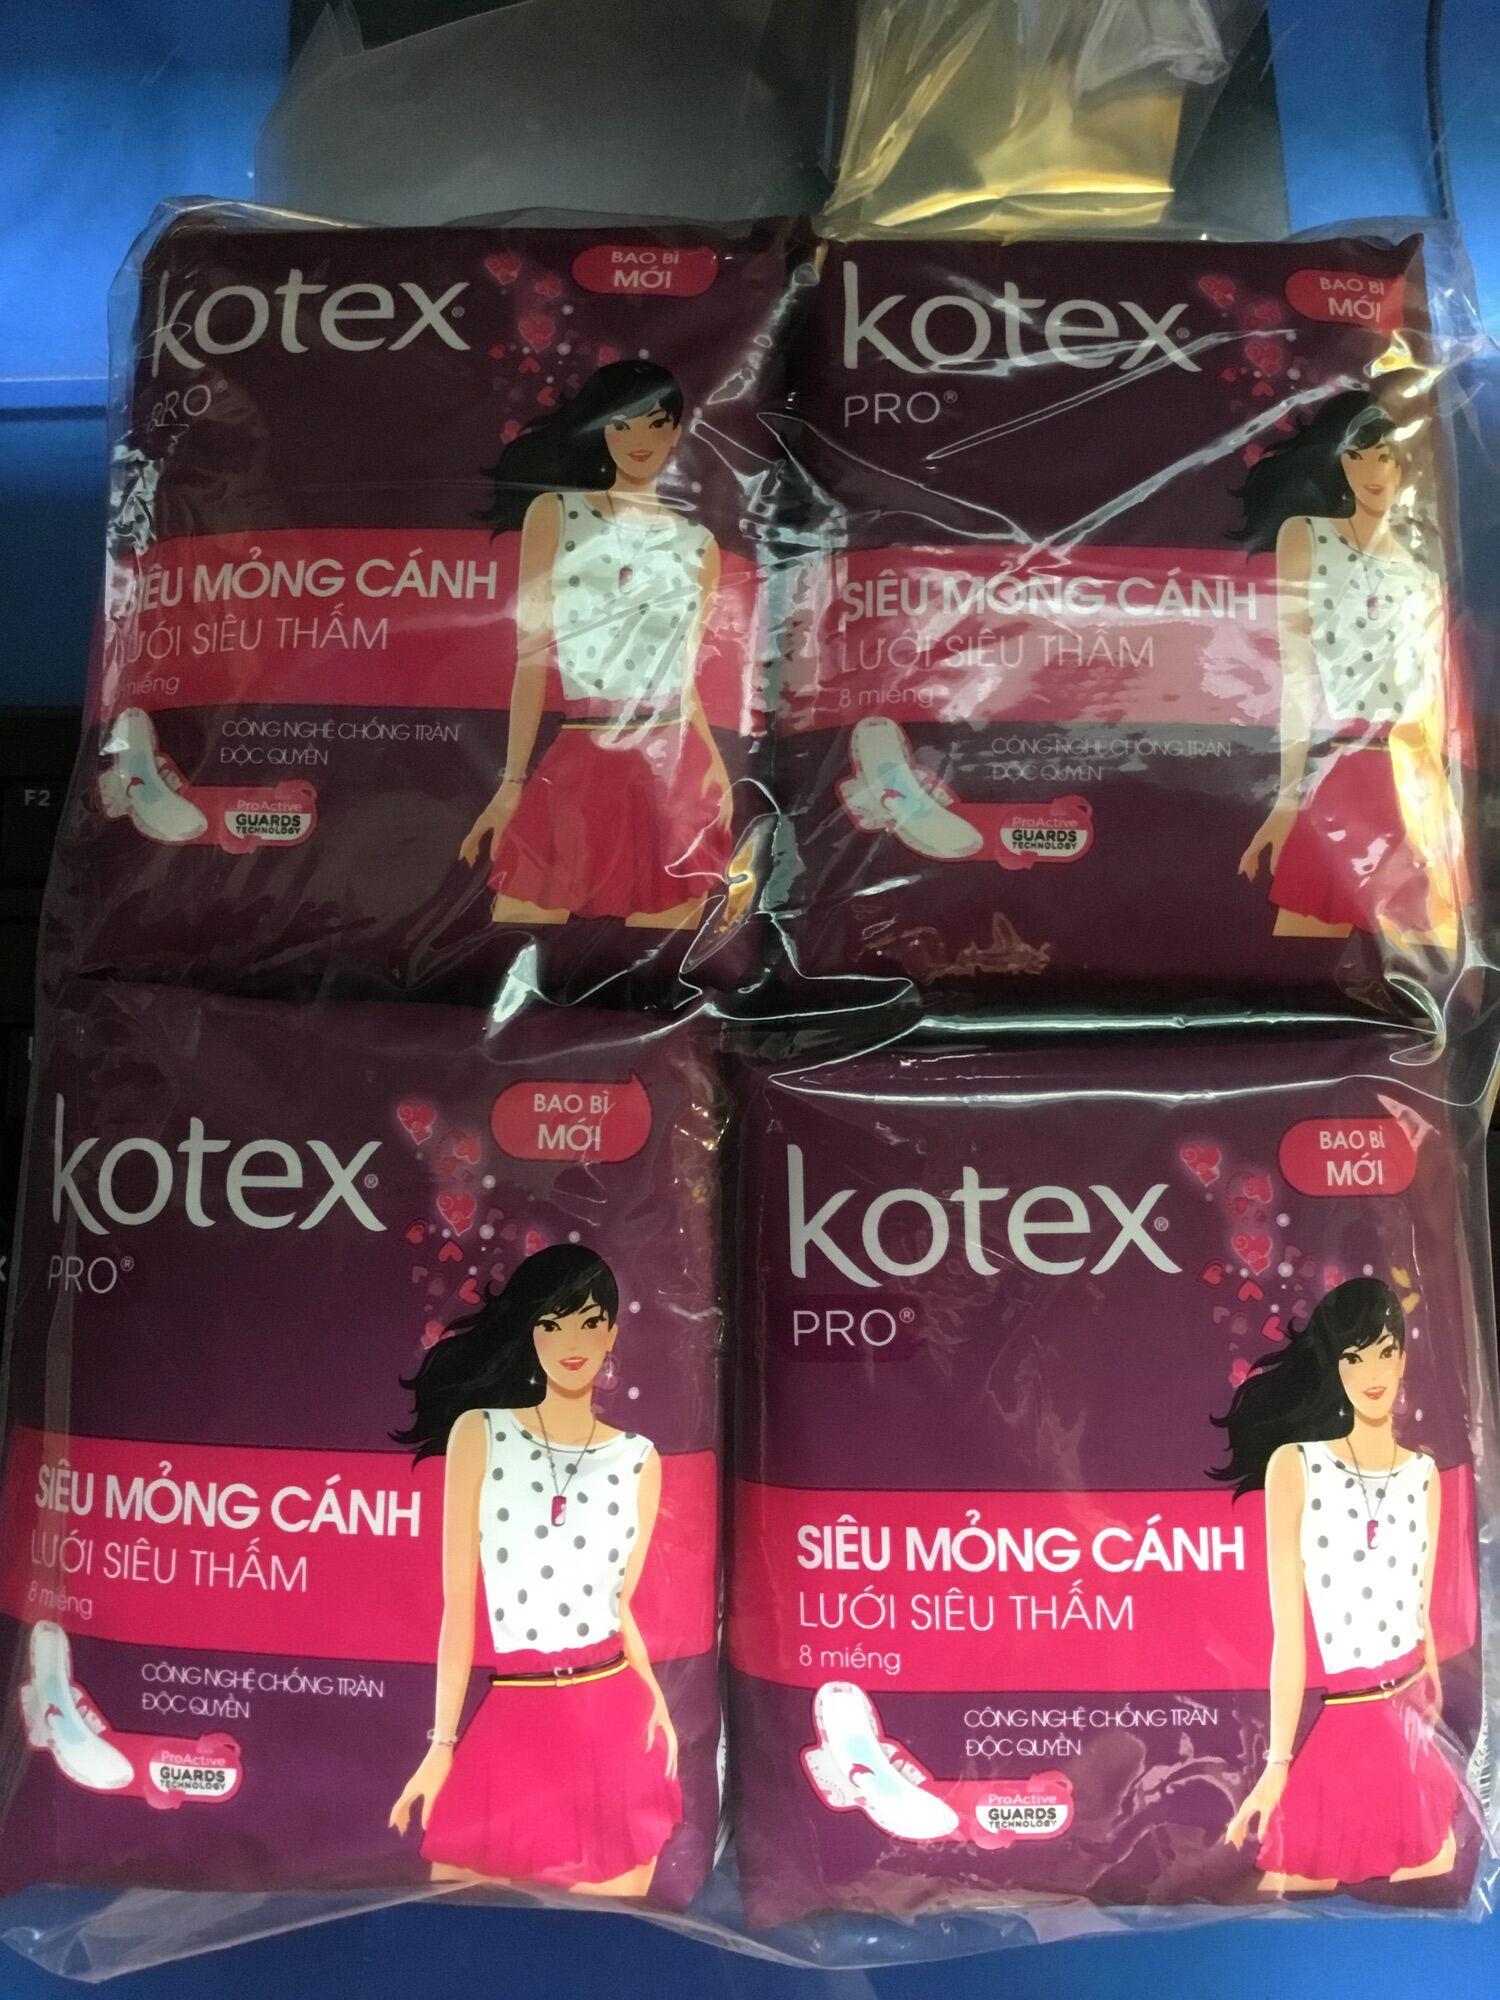 kotex®
PRO®
BAO BÌ
MỚI
SIÊU MỎNG CÁNH
LƯỚI SIÊU THẤM
miếng
CÔNG NGHỆ CHỐNG TRÀN
ĐỘC QUYỀN
ProActive
GUARDS
TECHNOLOGY
kotex®
PRO®
BAO BÌ
MỚI
SIÊU MỎNG CÁNH
LƯỚI SIÊU THẤM
8 miếng
CÔNG NGHỆ CHỐNG TRÀN
ĐỘC QUYỀN
ProActive
GUARDS
TECHNOLOGY
F2
kotex®
PRO®
BAO BÌ
MỚI
SIÊU MỎNG CÁNH
LƯỚI SIÊU THẤM
8 miếng
CÔNG NGHỆ CHỐNG TRÀN
ĐỘC QUYỀN
ProActive
GUARDS
TECHNOLOGY
kotex®
PRO®
BAO BÌ
MỚI
SIÊU MỎNG CÁNH
LƯỚI SIÊU THẤM
8 miếng
CÔNG NGHỆ CHỐNG TRÀN
ĐỘC QUYỀN
ProActive
GUARDS
TECHNOLOGY